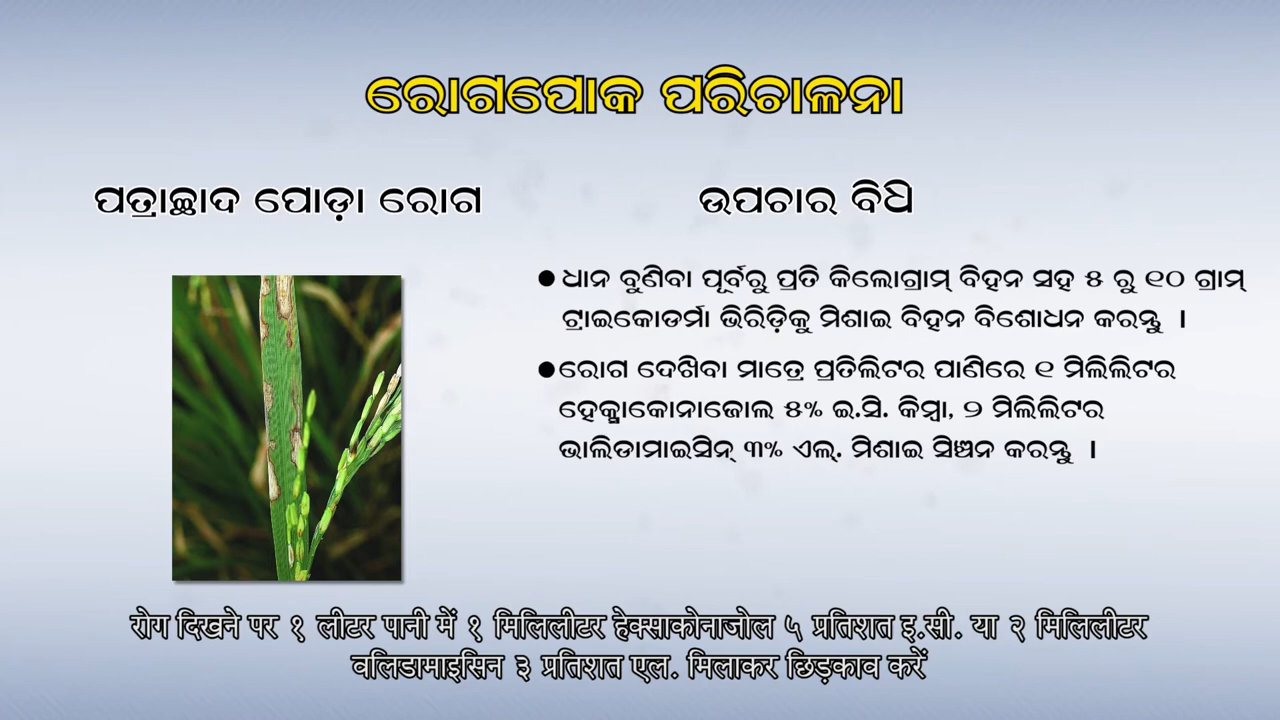 ରୋଗପୋକ ପରିଚାଳନା
ପତ୍ରାଚ୍ଛାଦ ପୋଡ଼ା ରୋଗ
ଉପଚାର ବିଧି
● ଧାନ ବୁଣିବା ପୂର୍ବରୁ ପ୍ରତି କିଲୋଗ୍ରାମ୍ ବିହନ ସହ ୫ ରୁ ୧୦ ଗ୍ରାମ୍
ଟ୍ରାଇକୋଡର୍ମା ଭିରିଡ଼ିକୁ ମିଶାଇ ବିହନ ବିଶୋଧନ କରନ୍ତୁ ।
● ରୋଗ ଦେଖିବା ମାତ୍ରେ ପ୍ରତିଲିଟର ପାଣିରେ ୧ ମିଲିଲିଟର
ହେକ୍ସାକୋନାଜୋଲ ୫% ଇ.ସି. କିମ୍ବା, ୨ ମିଲିଲିଟର
ଭାଲିଡାମାଇସିନ୍ ୩% ଏଲ୍. ମିଶାଇ ସିଞ୍ଚନ କରନ୍ତୁ ।
रोग दिखने पर १ लीटर पानी में १ मिलिलीटर हेक्साकोनाजोल ५ प्रतिशत इ.सी. या २ मिलिलीटर
वलिडामाइसिन ३ प्रतिशत एल. मिलाकर छिड़काव करें